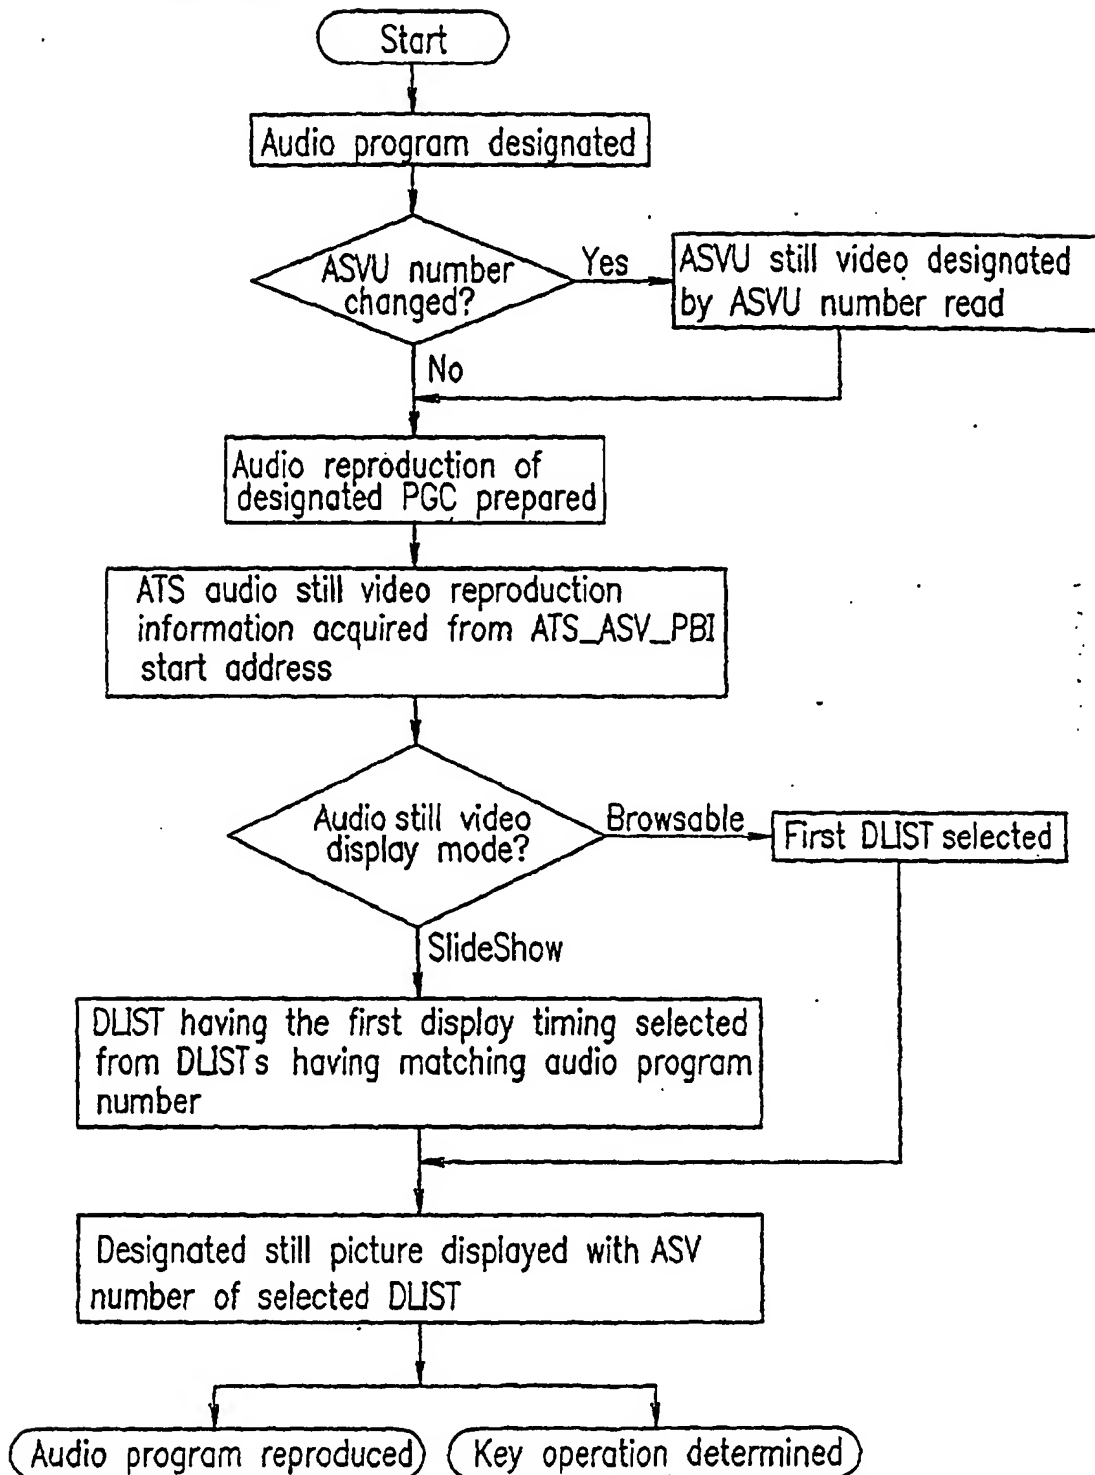 Start
Audio program designated
ASVU number
changed?
Yes
ASVU still video designated
by ASVU number read
No
Audio reproduction of
designated PGC prepared
ATS audio still video reproduction
information acquired from ATS_ASV_PBI
start address
Audio still video
display mode?
Browsable
First DLIST selected
SlideShow
DLIST having the first display timing selected
from DLISTs having matching audio program
number
Designated still picture displayed with ASV
number of selected DLIST
Audio program reproduced
Key operation determined